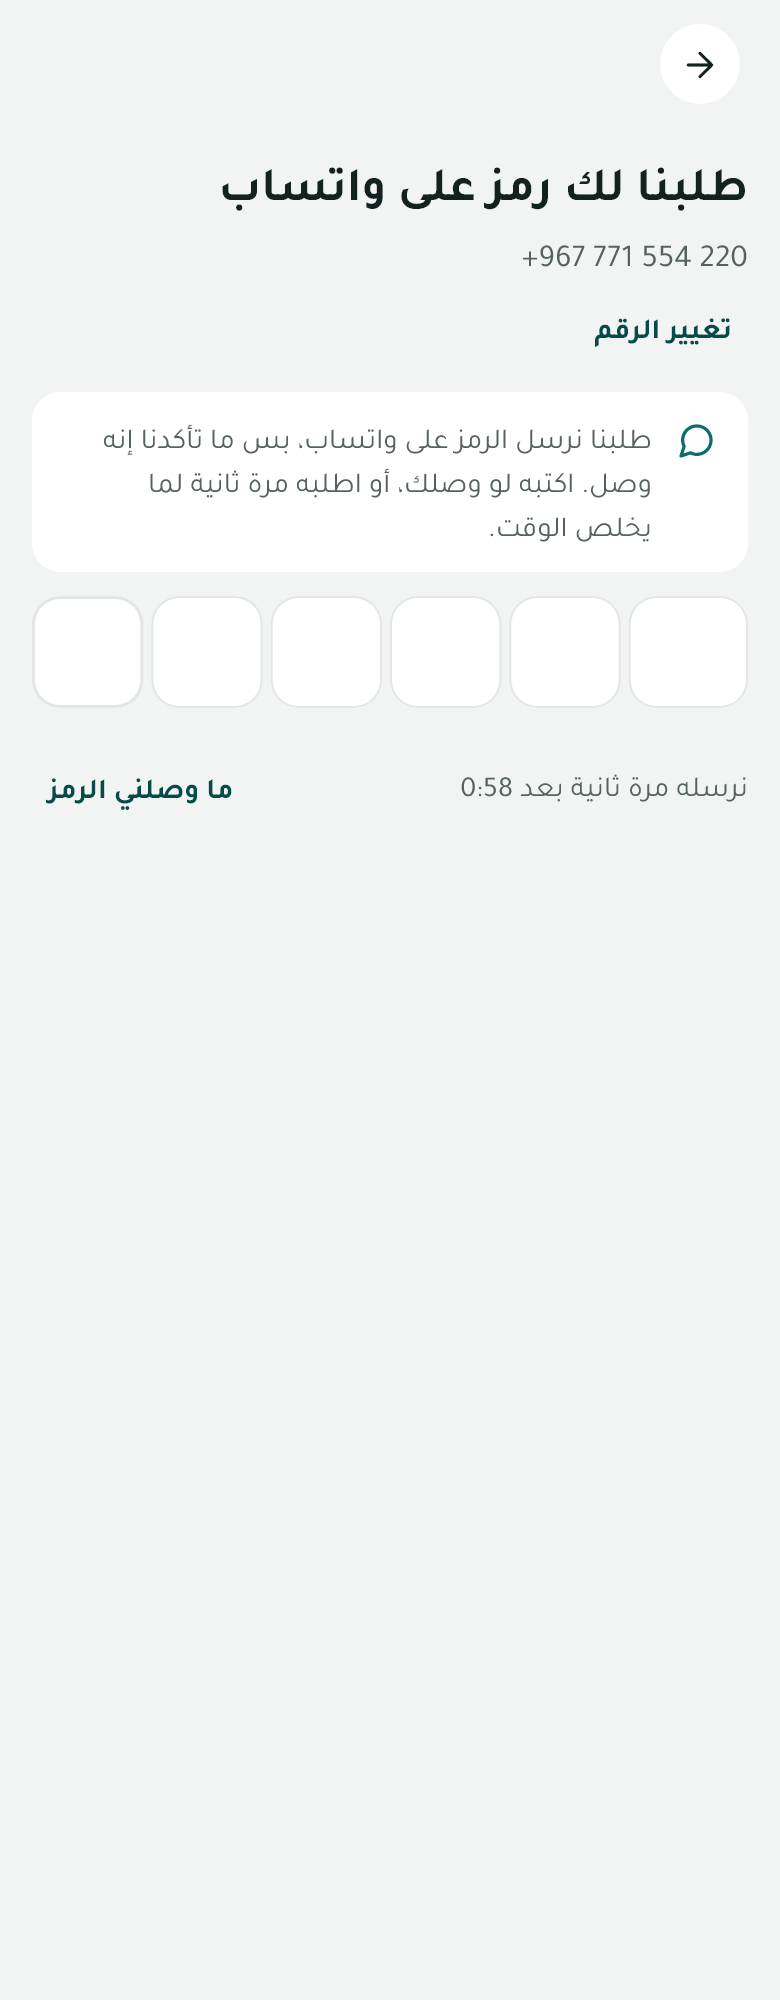 طلبنا لك رمز على واتساب
+967 771 554 220
تغيير الرقم
طلبنا نرسل الرمز على واتساب، بس ما تأكدنا إنه
وصل. اكتبه لو وصلك، أو اطلبه مرة ثانية لما
يخلص الوقت.
نرسله مرة ثانية بعد 0:58
ما وصلني الرمز